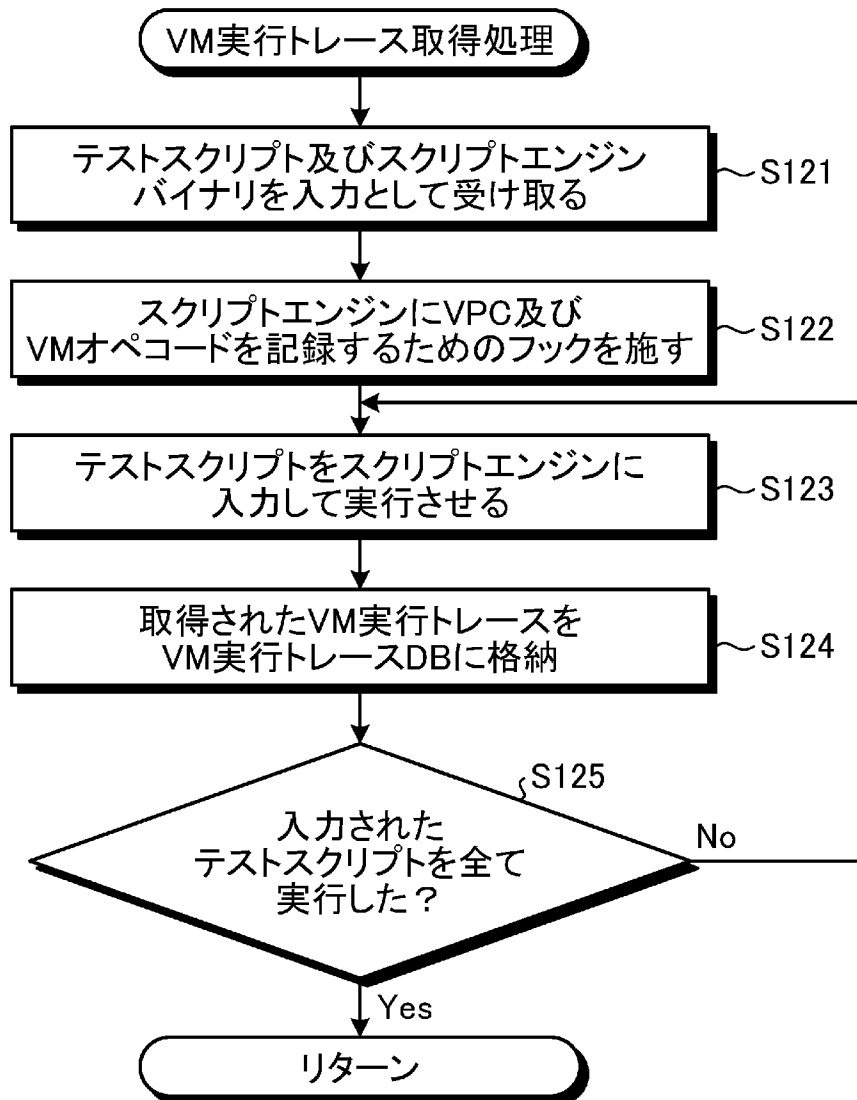 VM実行トレース取得処理
テストスクリプト及びスクリプトエンジン
バイナリを入力として受け取る
S121
スクリプトエンジンにVPC及び
VMオペコードを記録するためのフックを施す
S122
テストスクリプトをスクリプトエンジンに
入力して実行させる
S123
取得されたVM実行トレースを
VM実行トレースDBに格納
S124
S125
入力された
テストスクリプトを全て
実行した？
No
Yes
リターン